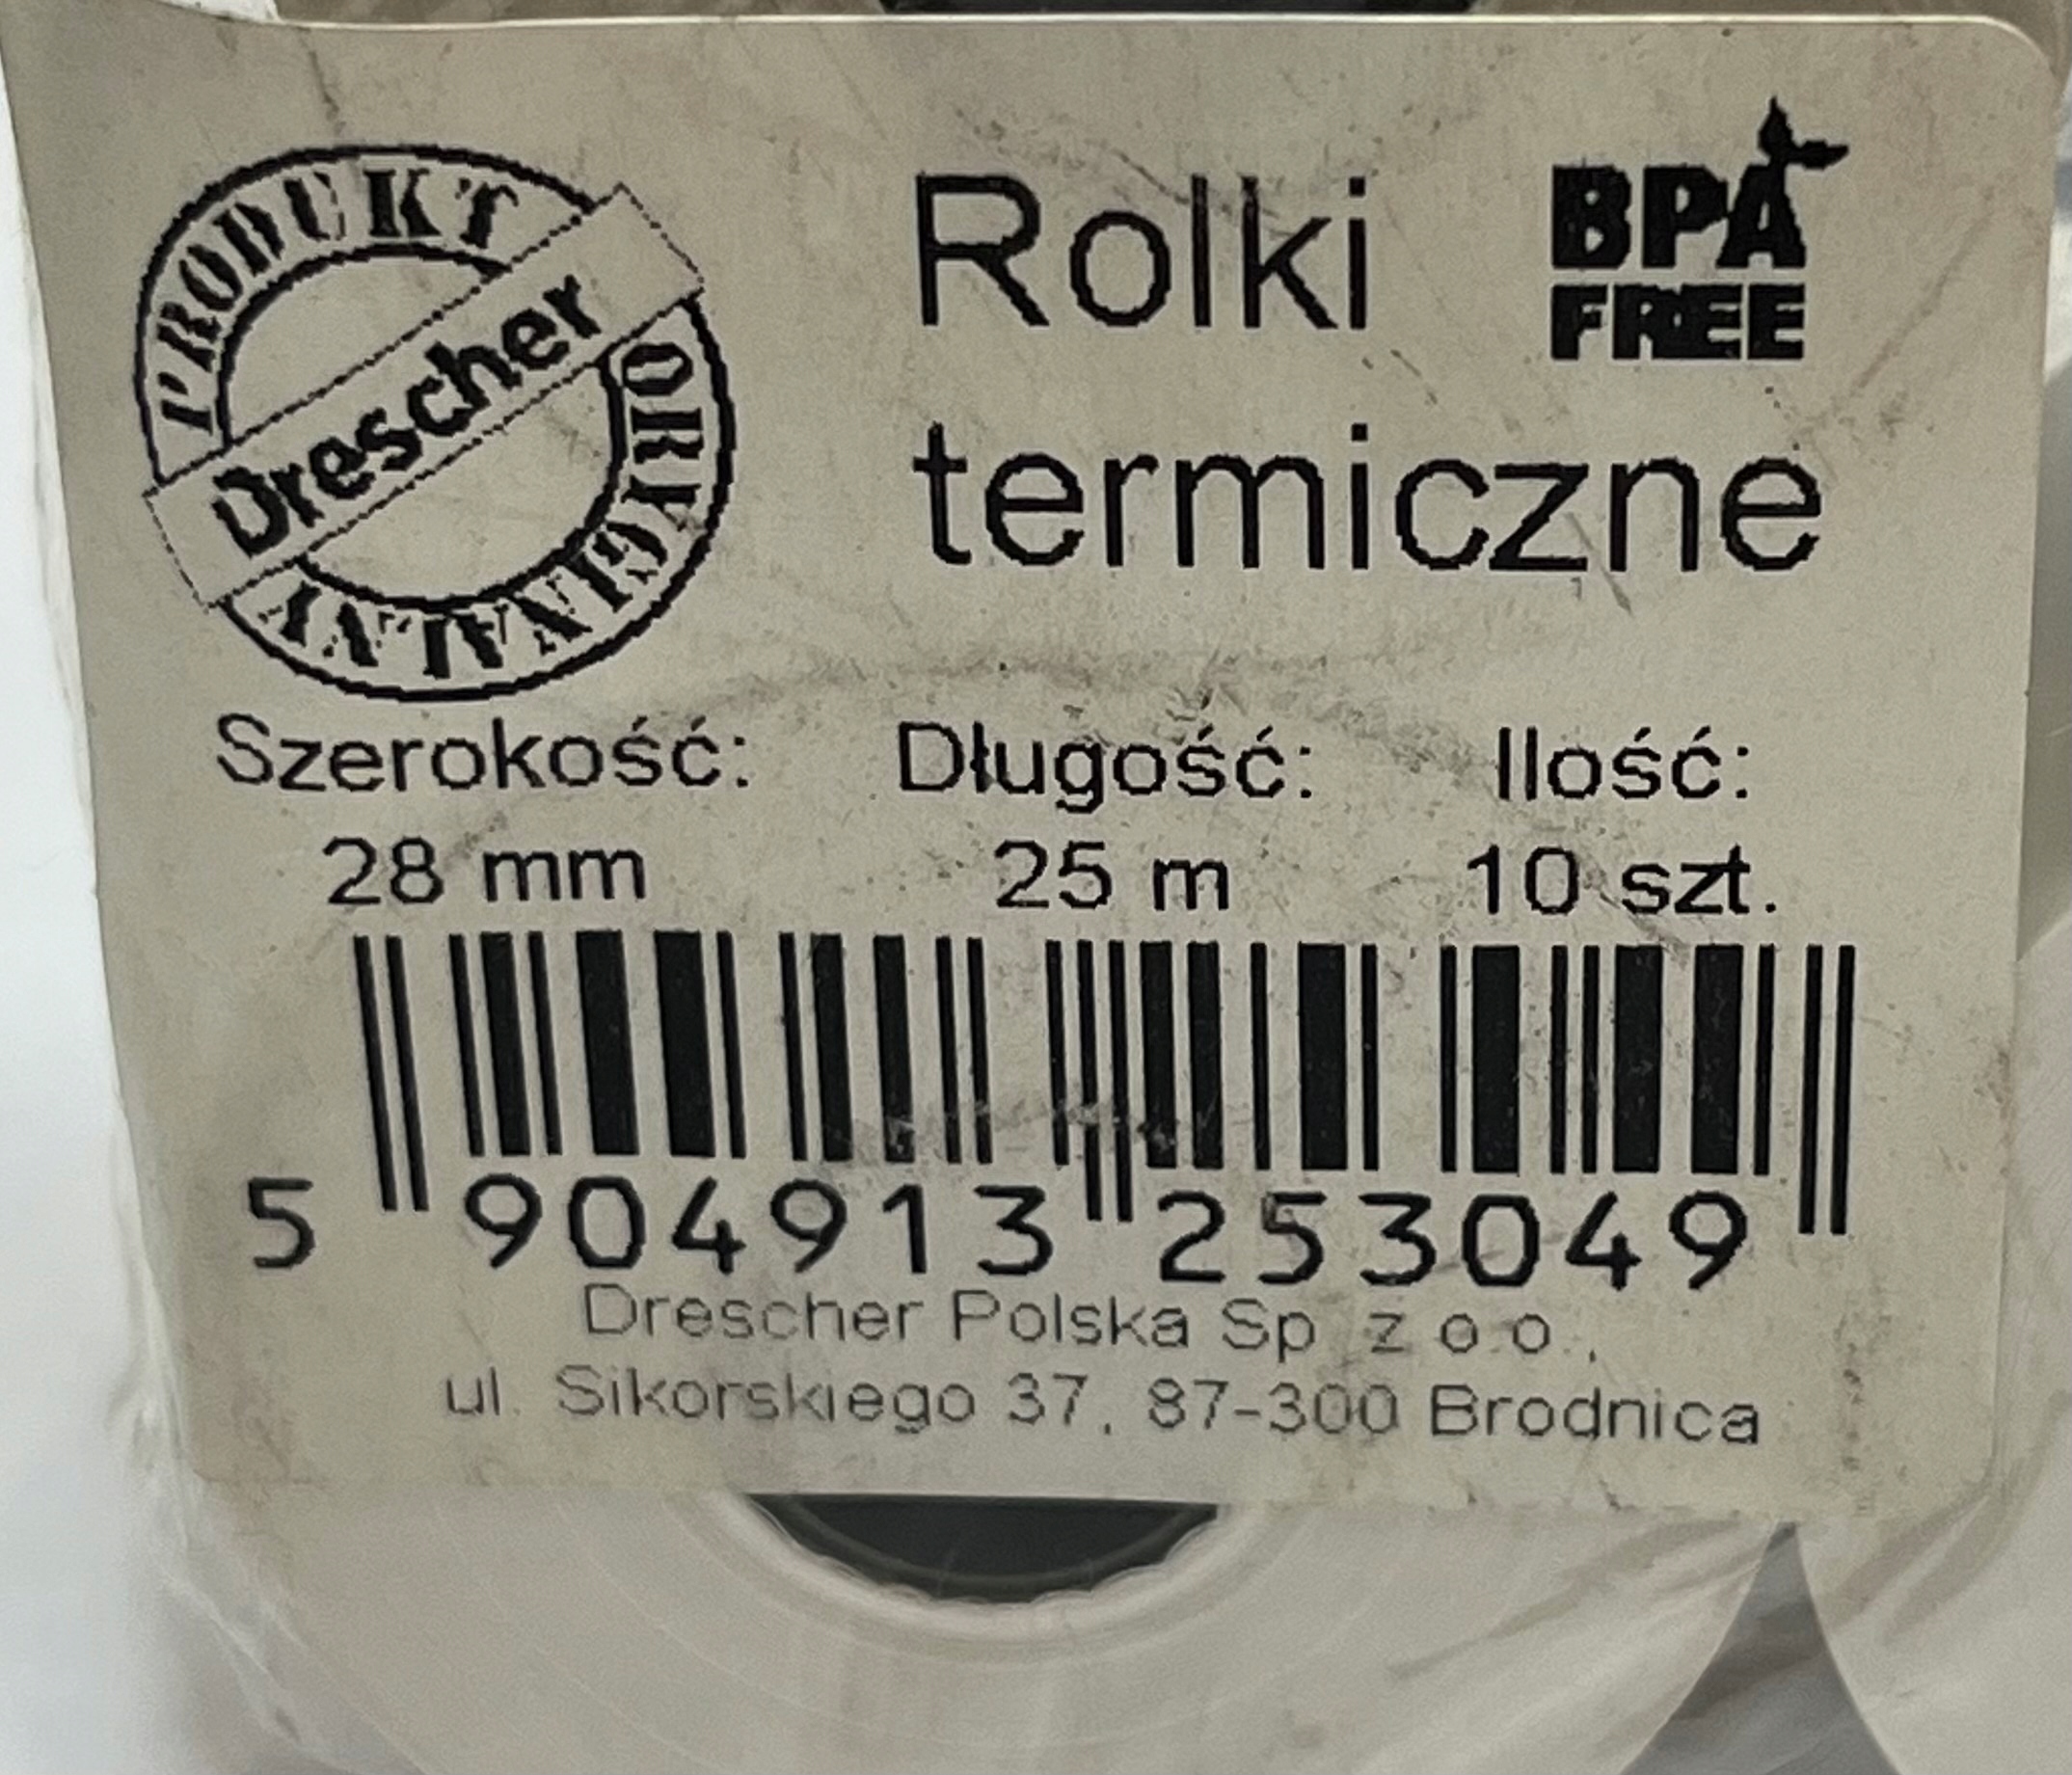 PRODUKT
Drescher
ORYGINALNY
Rolki
termiczne
BPA
FREE
Szerokość: Długość: Ilość:
28 mm 25 m 10 szt.
5 904913 253049
Drescher Polska Sp. z o.o.,
ul. Sikorskiego 37, 87-300 Brodnica